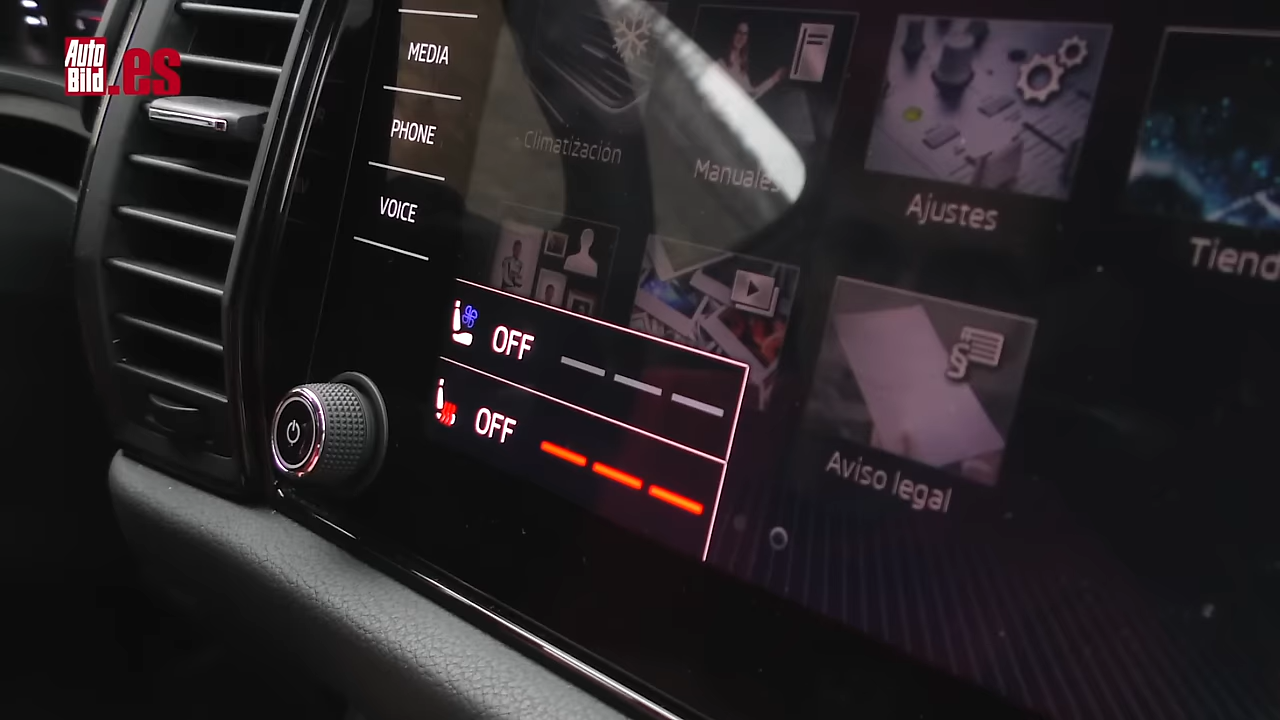 Auto
Bild
.es
MEDIA
PHONE
VOICE
Climatización
Manuales
Ajustes
Tiend
OFF
OFF
Aviso legal
§